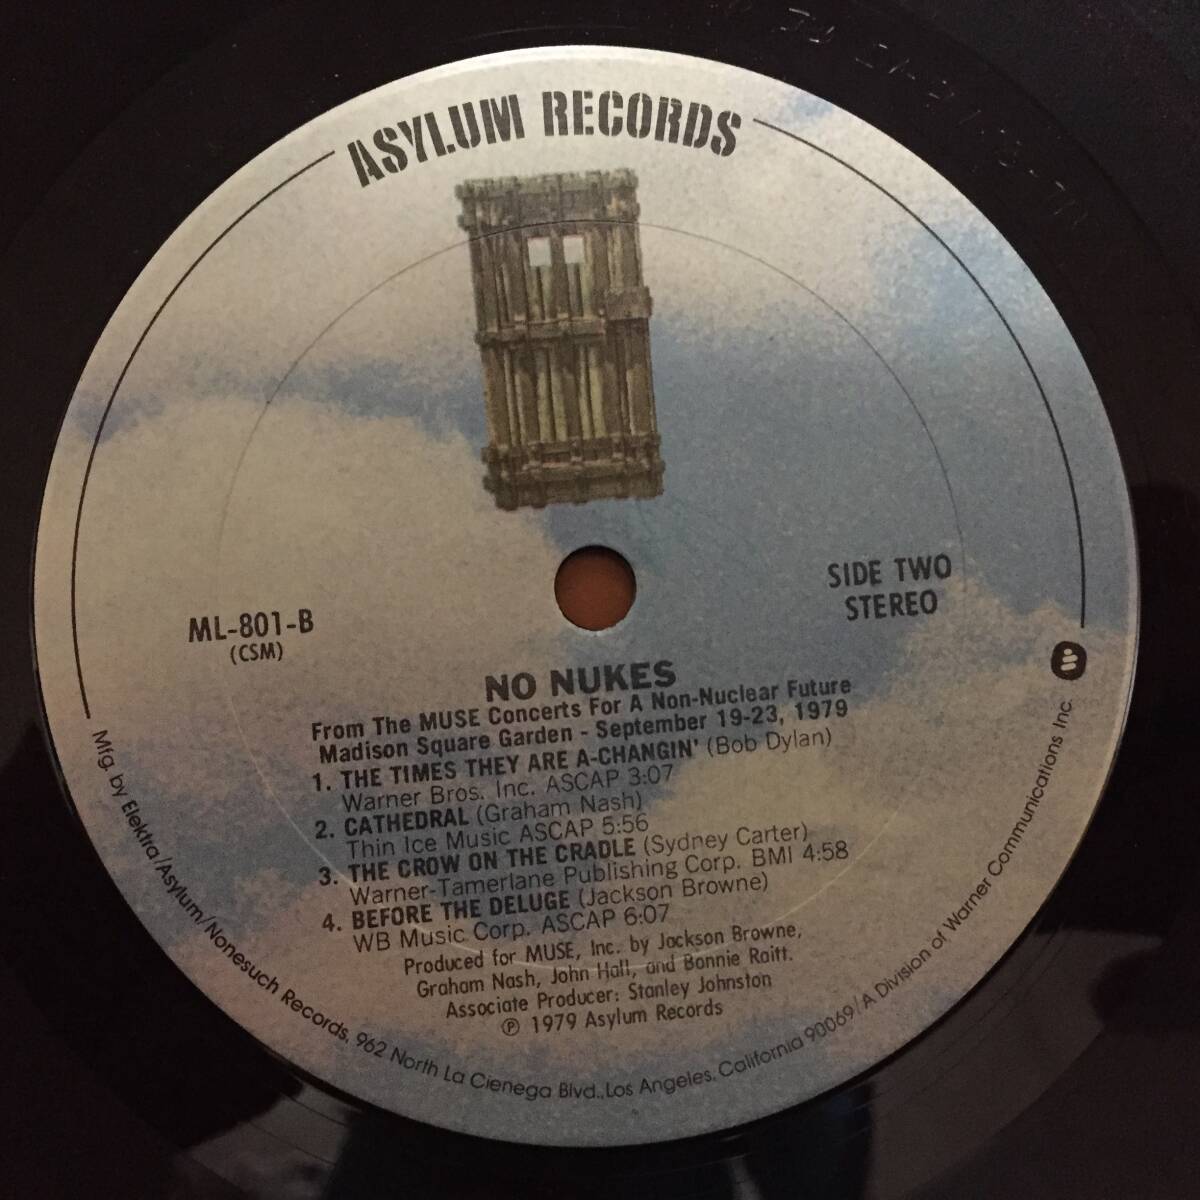 ASYLUM RECORDS
SIDE TWO
STEREO
ML-801-B
(CSM)
NO NUKES
From The MUSE Concerts For A Non-Nuclear Future
Madison Square Garden - September 19-23, 1979
1. THE TIMES THEY ARE A-CHANGIN' (Bob Dylan)
Warner Bros. Inc. ASCAP 3:07
2. CATHEDRAL (Graham Nash)
Thin Ice Music ASCAP 5:56
3. THE CROW ON THE CRADLE (Sydney Carter)
Warner-Tamerlane Publishing Corp. BMI 4:58
4. BEFORE THE DELUGE (Jackson Browne)
WB Music Corp. ASCAP 6:07
Produced for MUSE, Inc. by Jackson Browne,
Graham Nash, John Hall, and Bonnie Raitt.
Associate Producer: Stanley Johnston
℗ 1979 Asylum Records
Mfg. by Elektra/Asylum/Nonesuch Records, 962 North La Cienega Blvd., Los Angeles, California 90069/A Division of Warner Communications Inc.